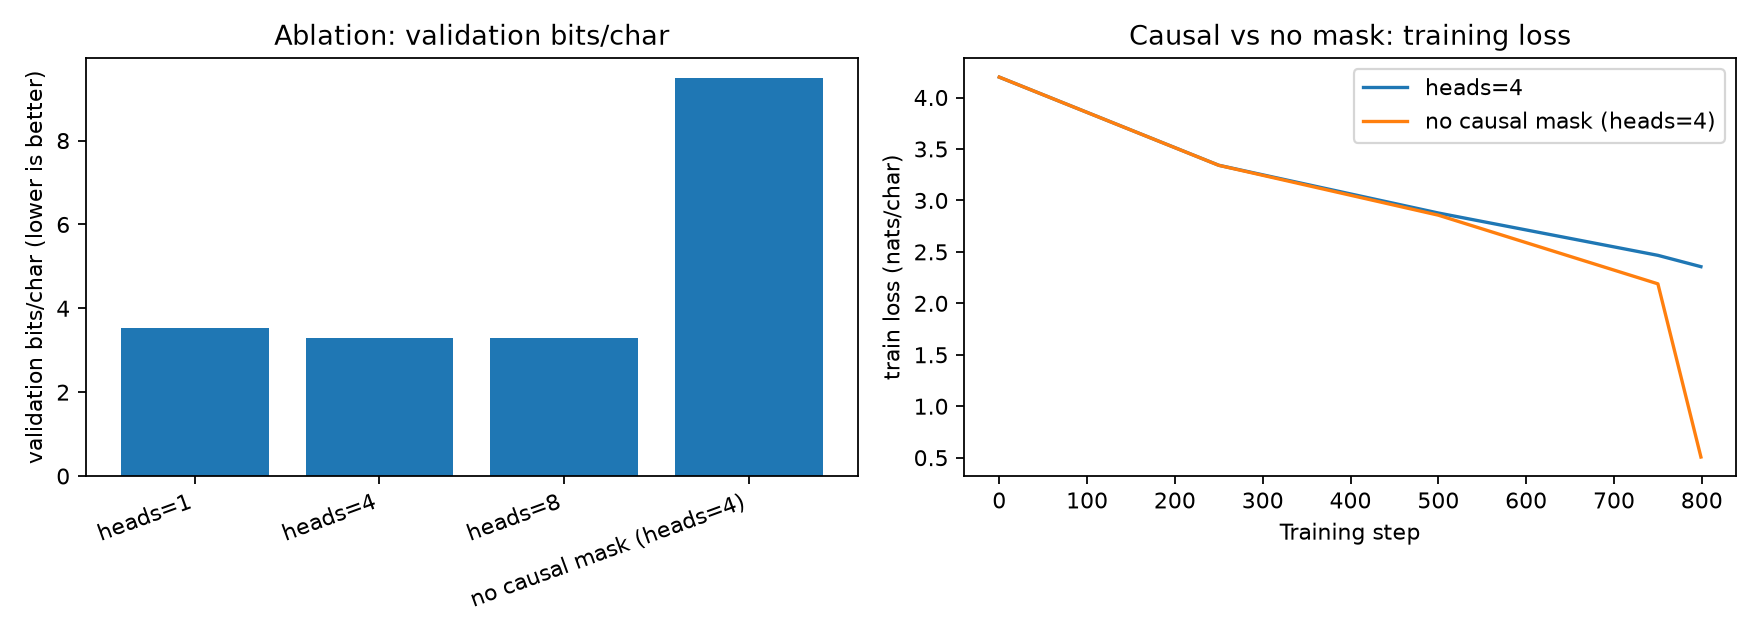 Ablation: validation bits/char
validation bits/char (lower is better)
8
6
4
2
0
heads=1
heads=4
heads=8
no causal mask (heads=4)
Causal vs no mask: training loss
train loss (nats/char)
4.0
3.5
3.0
2.5
2.0
1.5
1.0
0.5
heads=4
no causal mask (heads=4)
0 100 200 300 400 500 600 700 800
Training step